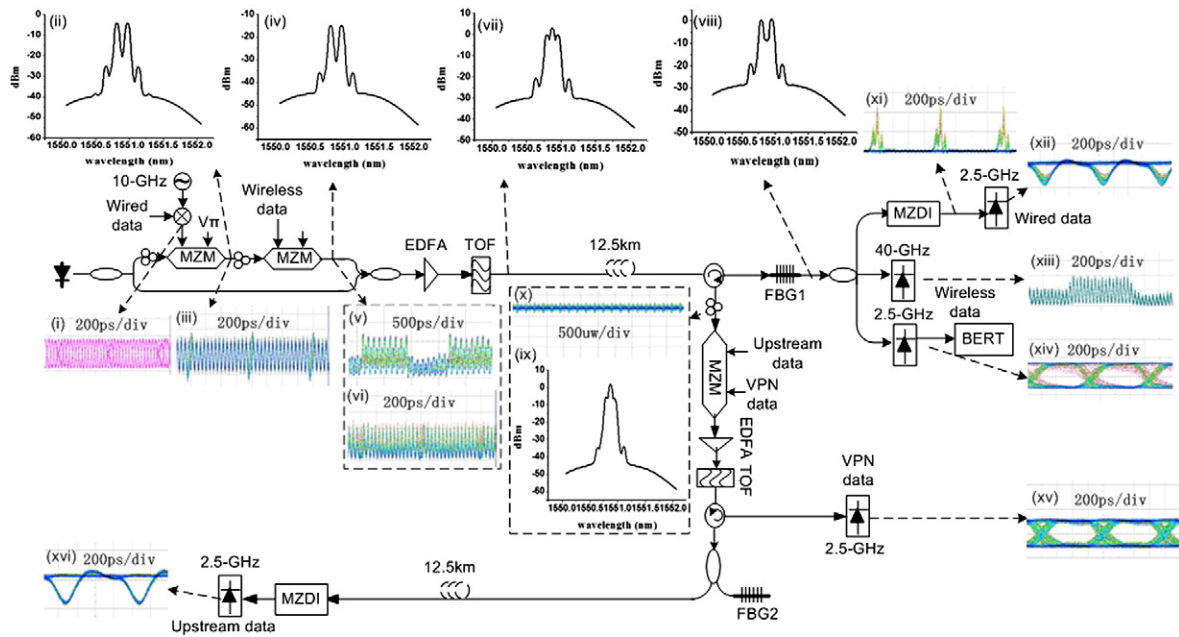 (ii)
0
-10
-20
-30
-40
-50
-60
dBm
1550.0 1550.5 1551.0 1551.5 1552.0
wavelength (nm)
(iv)
-10
-20
-30
-40
-50
-60
dBm
1550.0 1550.5 1551.0 1551.5 1552.0
wavelength (nm)
(vii)
10
0
-10
-20
-30
-40
-50
dBm
1550.0 1550.5 1551.0 1551.5 1552.0
wavelength (nm)
(viii)
0
-10
-20
-30
-40
-50
dBm
1550.0 1550.5 1551.0 1551.5 1552.0
wavelength (nm)
(xi) 200ps/div
(xii)
200ps/div
10-GHz
Wired
data
Vπ
MZM
Wireless
data
MZM
EDFA
TOF
12.5km
FBG1
MZDI
2.5-GHz
Wired data
40-GHz
Wireless
data
(xiii) 200ps/div
2.5-GHz
BERT
(xiv) 200ps/div
(i) 200ps/div
(iii) 200ps/div
(v) 500ps/div
(vi) 200ps/div
(x)
500uw/div
(ix)
10
0
-10
-20
-30
-40
-50
-60
dBm
1550.01550.51551.01551.51552.0
wavelength (nm)
MZM
Upstream
data
VPN
data
EDFA TOF
VPN
data
2.5-GHz
(xv) 200ps/div
(xvi) 200ps/div
2.5-GHz
Upstream data
MZDI
12.5km
FBG2